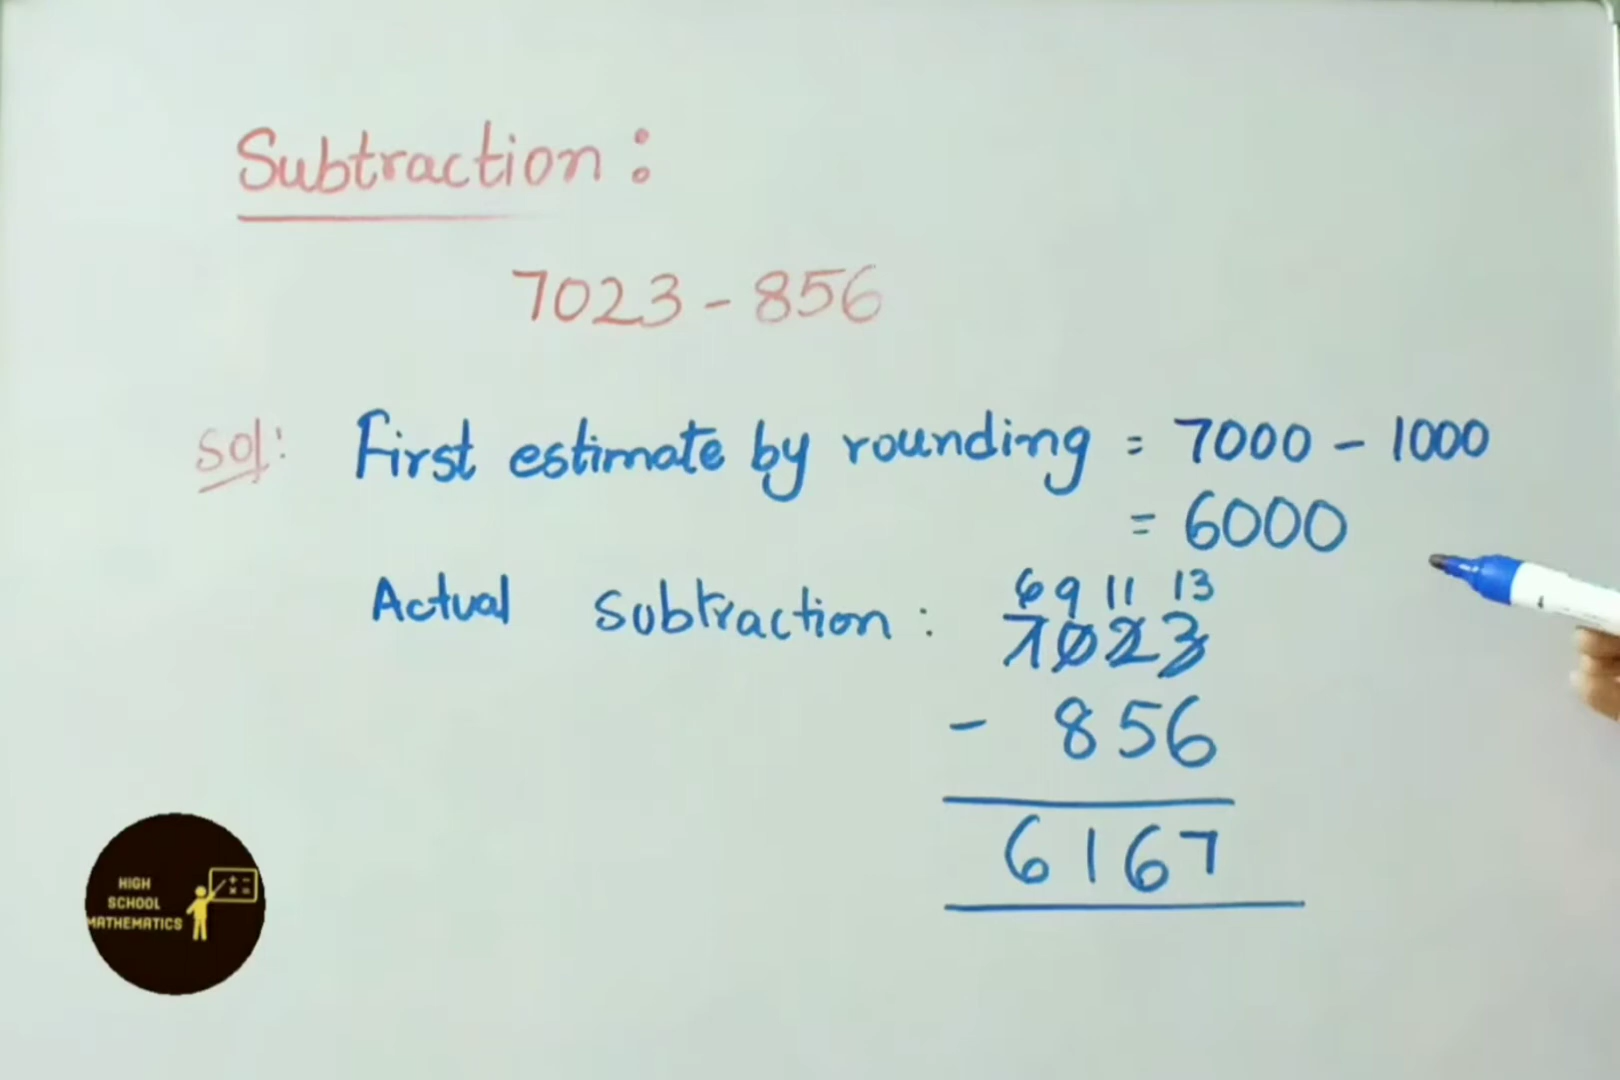 Subtraction:
7023 - 856
Sol: First estimate by rounding = 7000 - 1000
= 6000
6 9 11 13
Actual subtraction: 7023
- 856
6167
HIGH
SCHOOL
MATHEMATICS